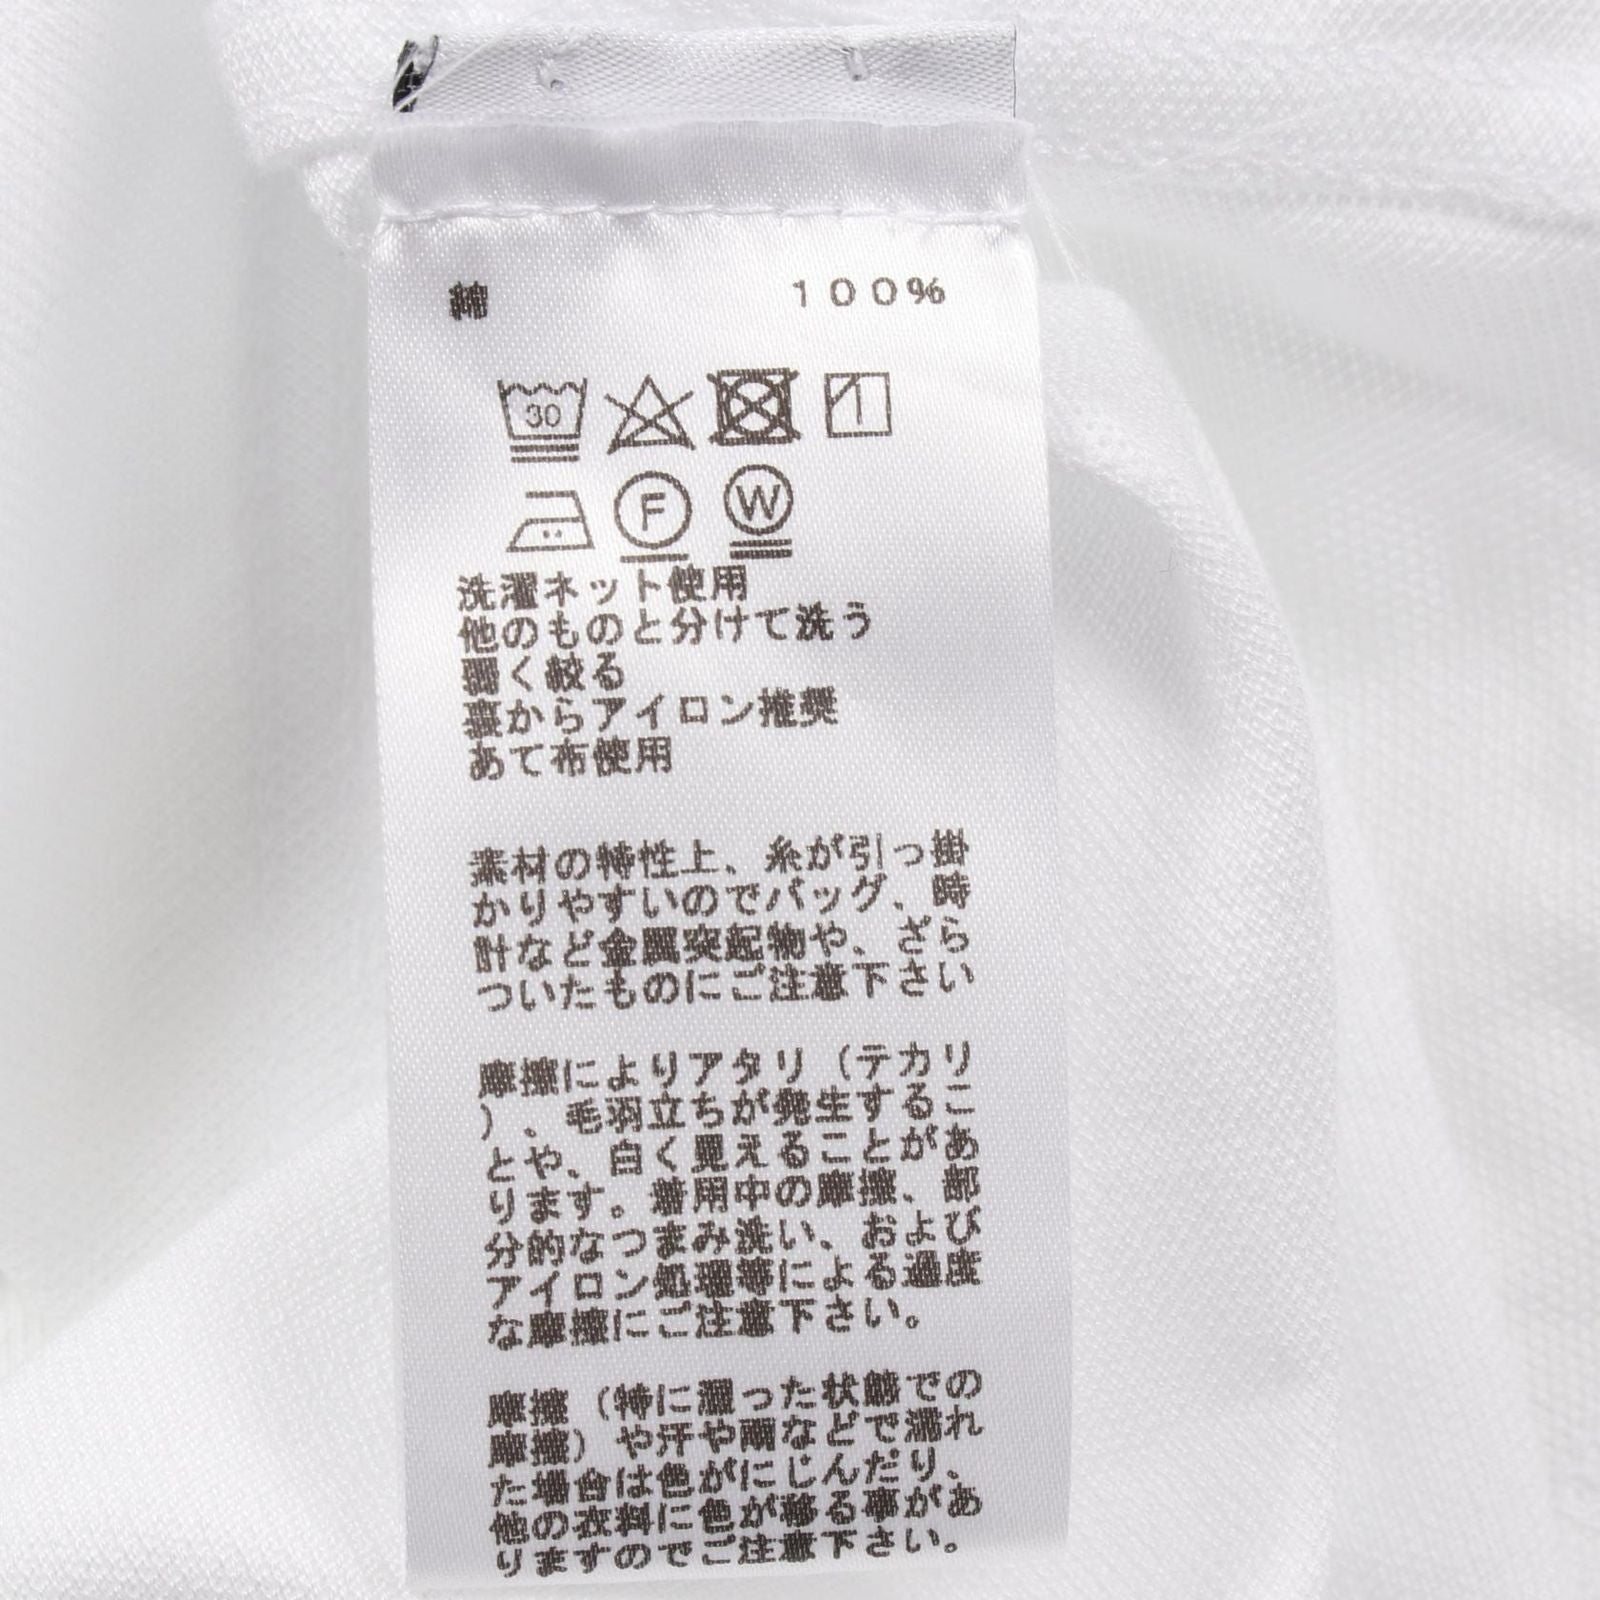 綿 100%
30
F W
洗濯ネット使用
他のものと分けて洗う
弱く絞る
裏からアイロン推奨
あて布使用
素材の特性上、糸が引っ掛
かりやすいのでバッグ、時
計など金属突起物や、ざら
ついたものにご注意下さい
摩擦によりアタリ（テカリ
）、毛羽立ちが発生するこ
とや、白く見えることがあ
ります。着用中の摩擦、部
分的なつまみ洗い、および
アイロン処理等による過度
な摩擦にご注意下さい。
摩擦（特に湿った状態での
摩擦）や汗や雨などで濡れ
た場合は色がにじんだり、
他の衣料に色が移る事があ
りますのでご注意下さい。